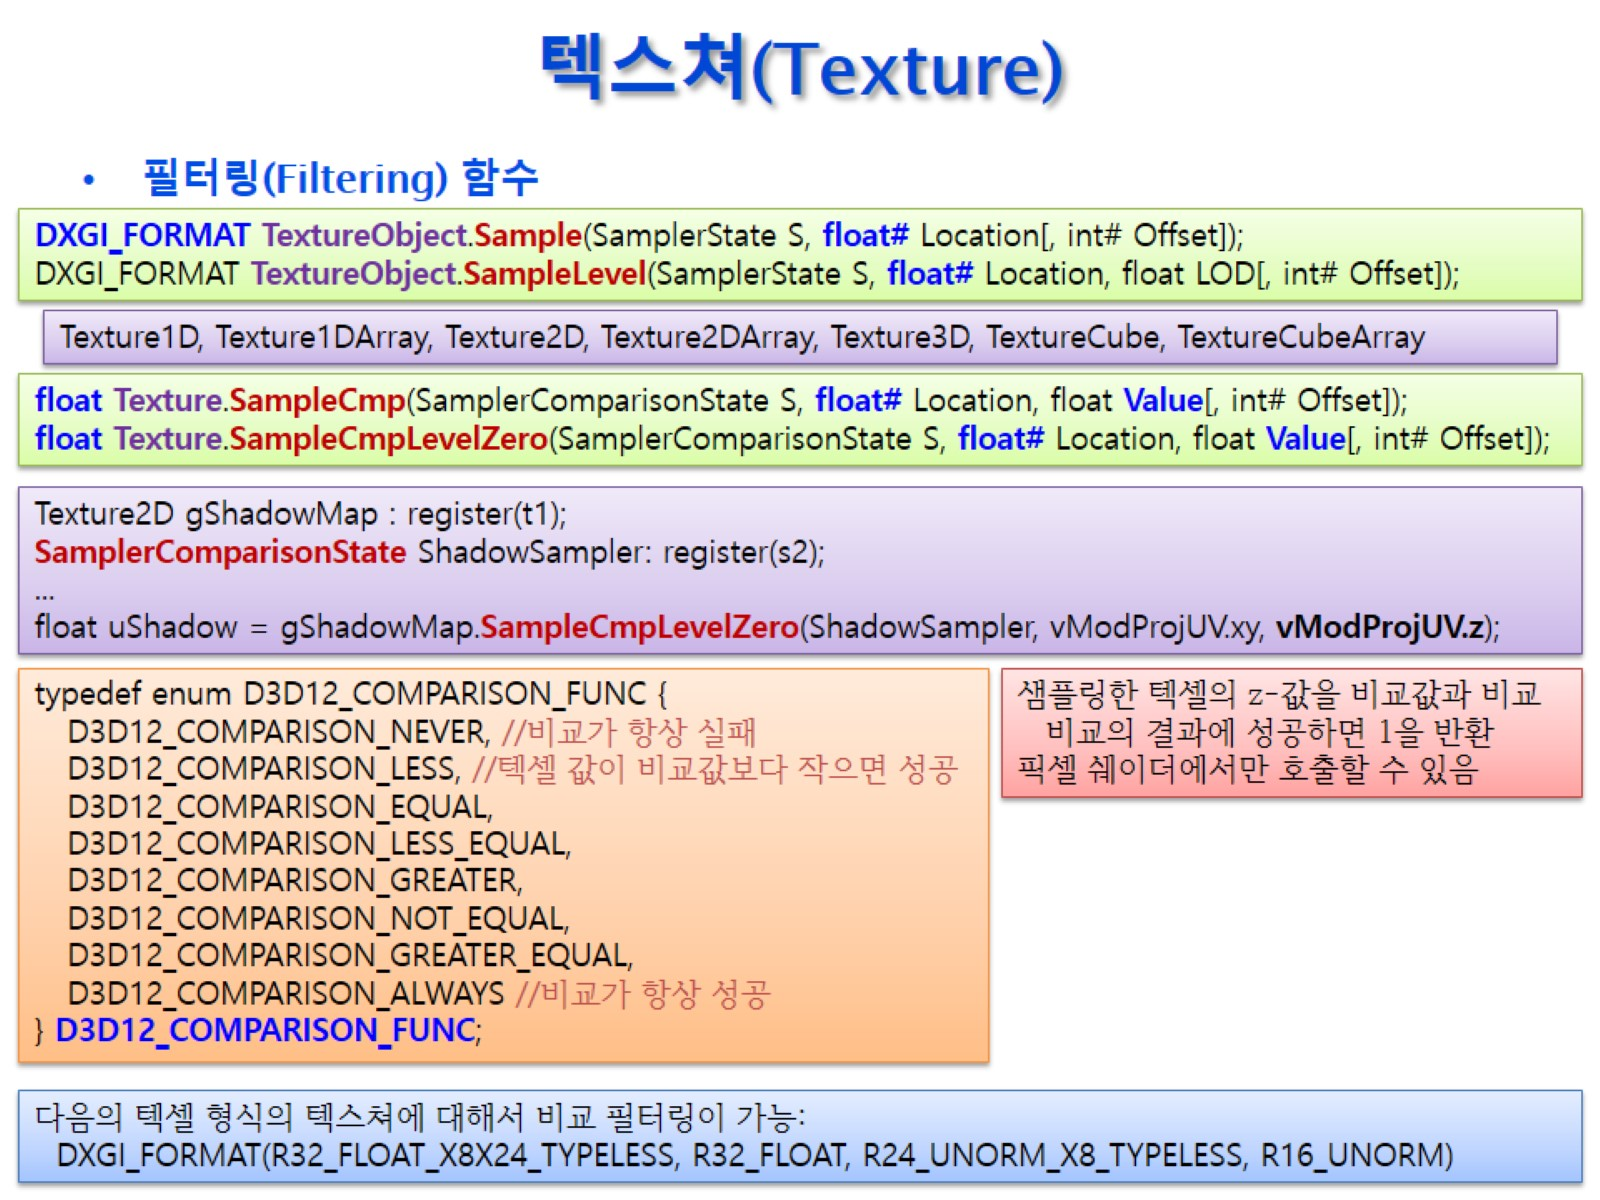 텍스쳐(Texture)
• 필터링(Filtering) 함수
DXGI_FORMAT TextureObject.Sample(SamplerState S, float# Location[, int# Offset]);
DXGI_FORMAT TextureObject.SampleLevel(SamplerState S, float# Location, float LOD[, int# Offset]);
Texture1D, Texture1DArray, Texture2D, Texture2DArray, Texture3D, TextureCube, TextureCubeArray
float Texture.SampleCmp(SamplerComparisonState S, float# Location, float Value[, int# Offset]);
float Texture.SampleCmpLevelZero(SamplerComparisonState S, float# Location, float Value[, int# Offset]);
Texture2D gShadowMap : register(t1);
SamplerComparisonState ShadowSampler: register(s2);
...
float uShadow = gShadowMap.SampleCmpLevelZero(ShadowSampler, vModProjUV.xy, vModProjUV.z);
typedef enum D3D12_COMPARISON_FUNC {
D3D12_COMPARISON_NEVER, //비교가 항상 실패
D3D12_COMPARISON_LESS, //텍셀 값이 비교값보다 작으면 성공
D3D12_COMPARISON_EQUAL,
D3D12_COMPARISON_LESS_EQUAL,
D3D12_COMPARISON_GREATER,
D3D12_COMPARISON_NOT_EQUAL,
D3D12_COMPARISON_GREATER_EQUAL,
D3D12_COMPARISON_ALWAYS //비교가 항상 성공
} D3D12_COMPARISON_FUNC;
샘플링한 텍셀의 z-값을 비교값과 비교
비교의 결과에 성공하면 1을 반환
픽셀 쉐이더에서만 호출할 수 있음
다음의 텍셀 형식의 텍스쳐에 대해서 비교 필터링이 가능:
DXGI_FORMAT(R32_FLOAT_X8X24_TYPELESS, R32_FLOAT, R24_UNORM_X8_TYPELESS, R16_UNORM)